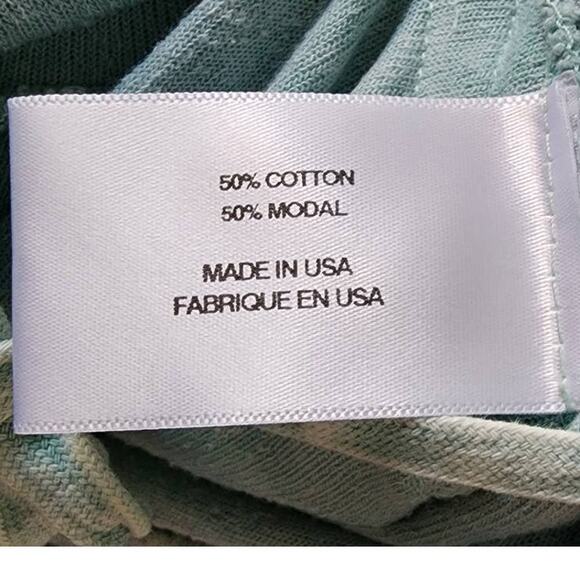 50% COTTON
50% MODAL
MADE IN USA
FABRIQUE EN USA